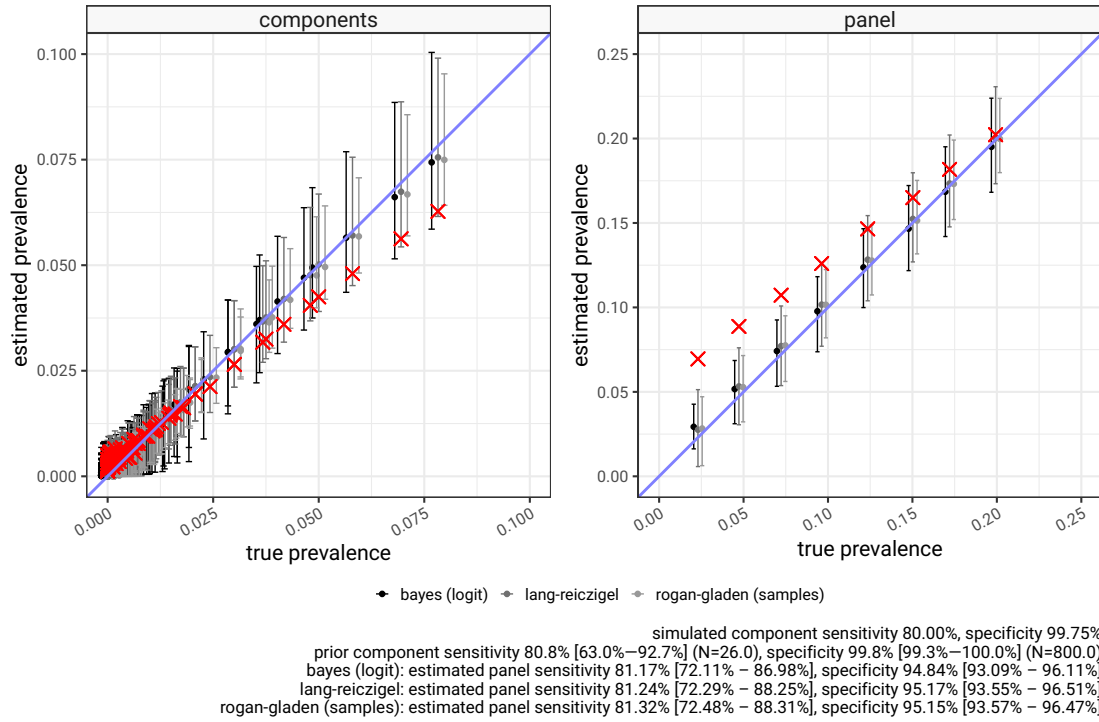 components
panel
estimated prevalence
0.100
0.075
0.050
0.025
0.000
0.000
0.025
0.050
0.075
0.100
true prevalence
estimated prevalence
0.25
0.20
0.15
0.10
0.05
0.00
0.00
0.05
0.10
0.15
0.20
0.25
true prevalence
bayes (logit) lang-reiczigel rogan-gladen (samples)
simulated component sensitivity 80.00%, specificity 99.75%
prior component sensitivity 80.8% [63.0%—92.7%] (N=26.0), specificity 99.8% [99.3%—100.0%] (N=800.0)
bayes (logit): estimated panel sensitivity 81.17% [72.11% – 86.98%], specificity 94.84% [93.09% – 96.11%]
lang-reiczigel: estimated panel sensitivity 81.24% [72.29% – 88.25%], specificity 95.17% [93.55% – 96.51%]
rogan-gladen (samples): estimated panel sensitivity 81.32% [72.48% – 88.31%], specificity 95.15% [93.57% – 96.47%]